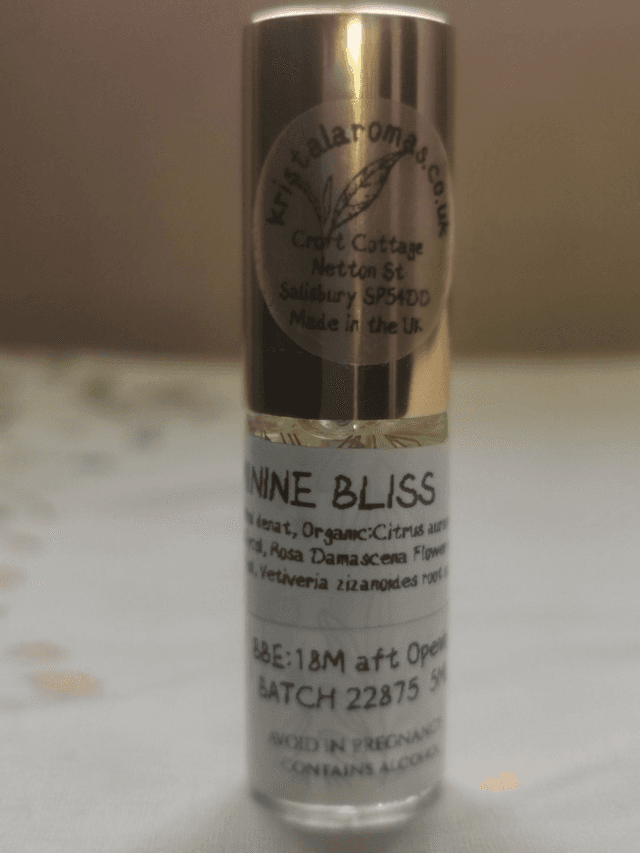 kristalaromas.co.uk
Croft Cottage
Netton St
Salisbury SP54DD
Made in the UK
NINE BLISS
denat, Organic:Citrus
Rosa Damascena Flower
Vetiveria zizanoides root
BBE:18M aft Open
BATCH 22875 5M
AVOID IN PREGNANCY
CONTAINS ALCOHOL